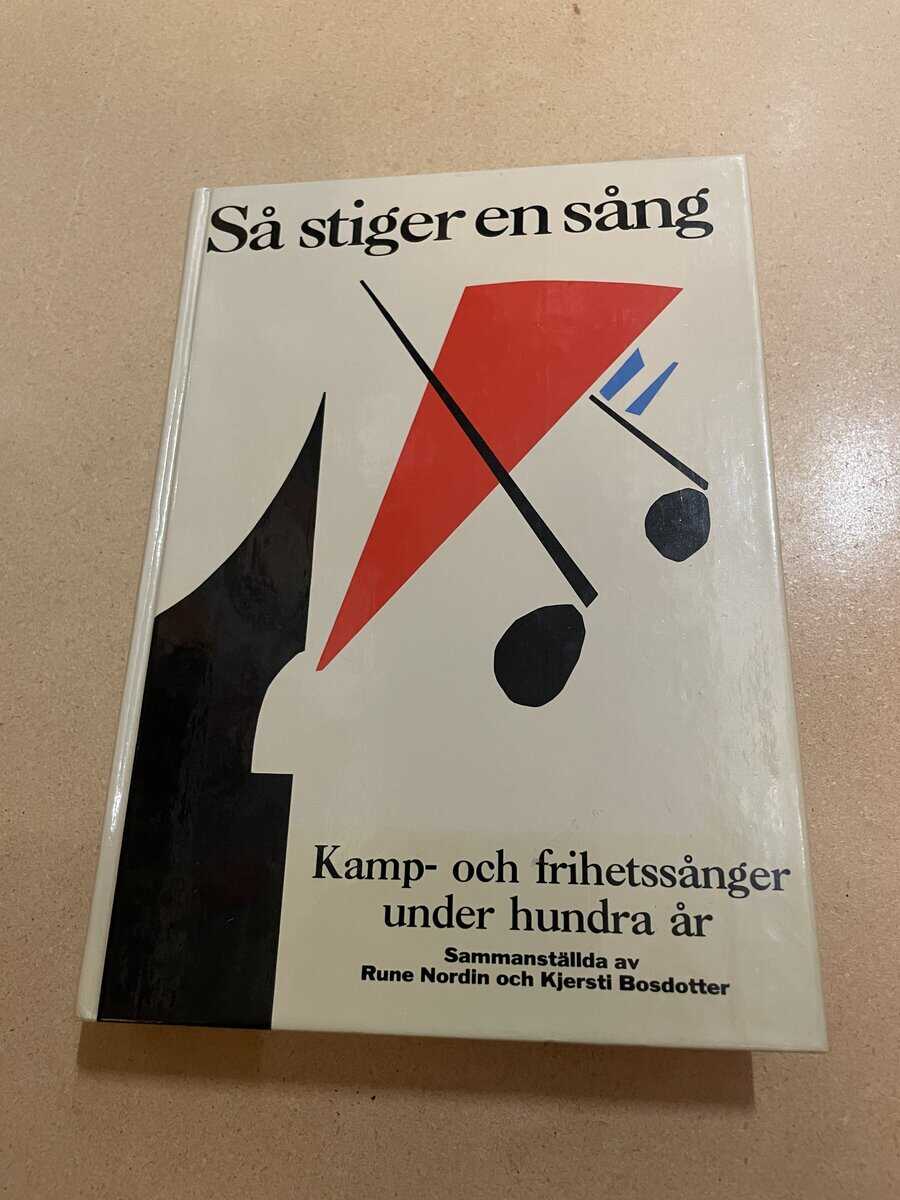 Så stiger en sång
Kamp- och frihetssånger
under hundra år
Sammanställda av
Rune Nordin och Kjersti Bosdotter